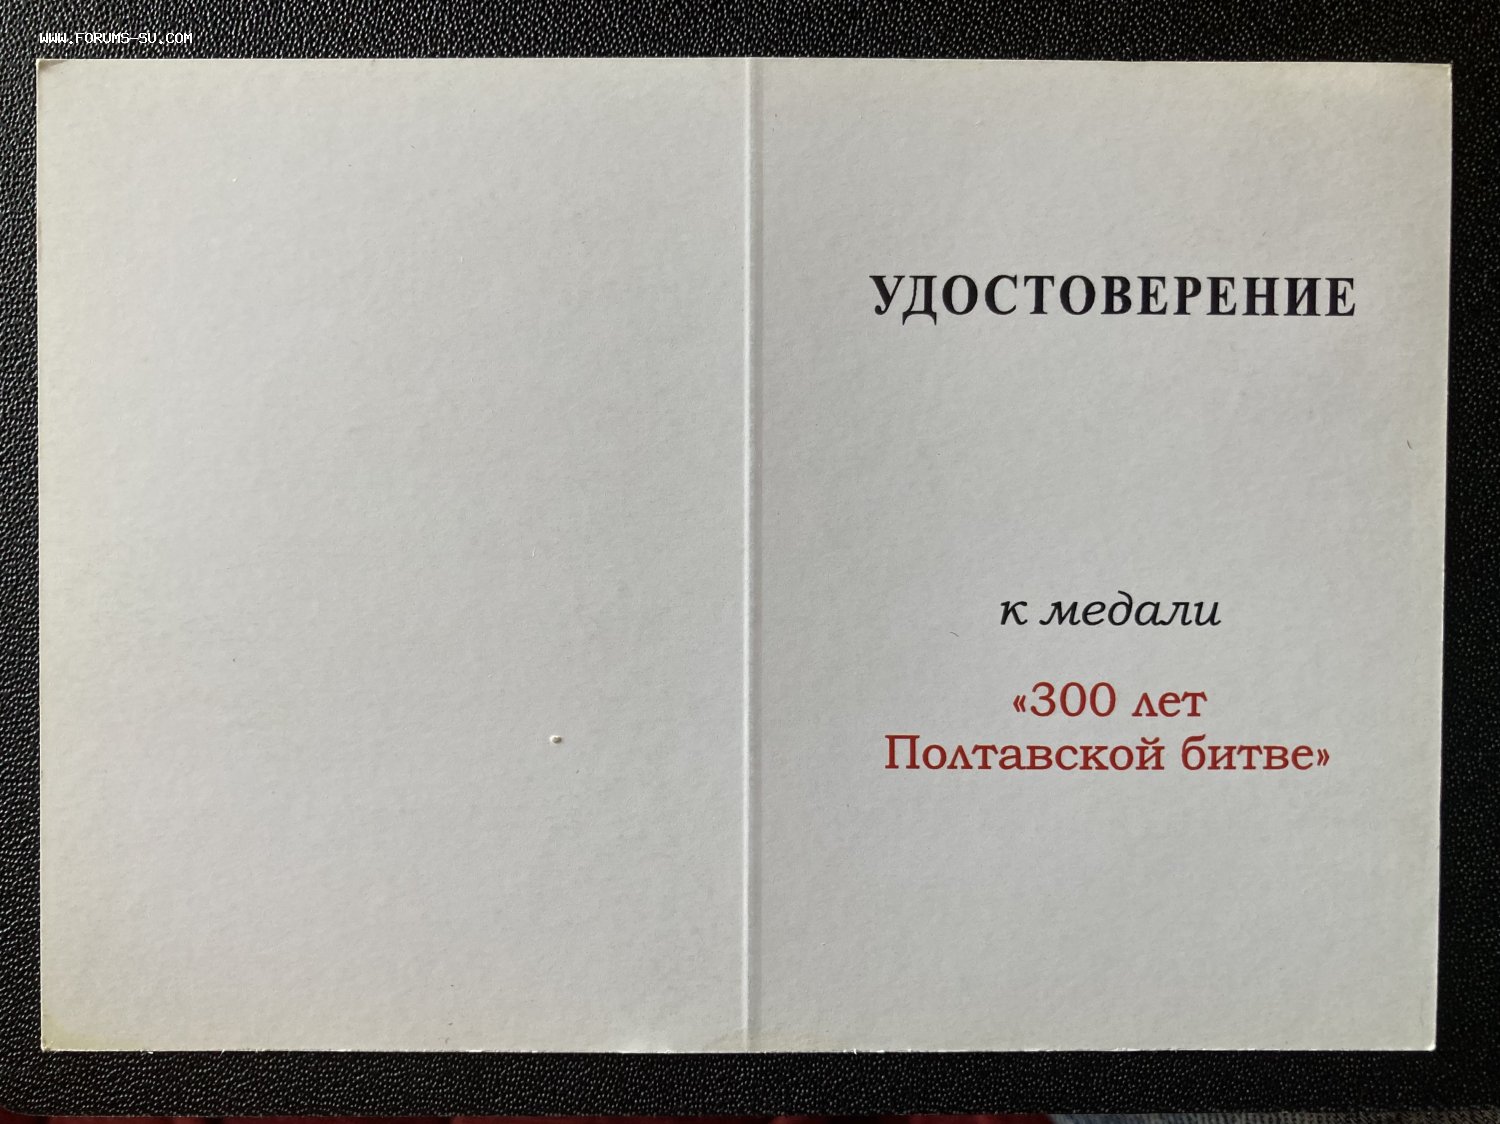 WWW.FORUMS-SU.COM
УДОСТОВЕРЕНИЕ
к медали
«300 лет
Полтавской битве»